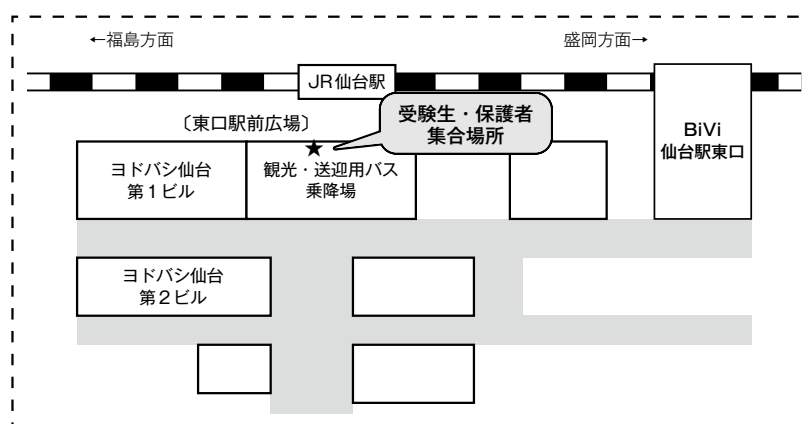 ←福島方面
盛岡方面→
JR仙台駅
〔東口駅前広場〕
受験生・保護者
集合場所
BiVi
仙台駅東口
ヨドバシ仙台
第1ビル
★
観光・送迎用バス
乗降場
ヨドバシ仙台
第2ビル